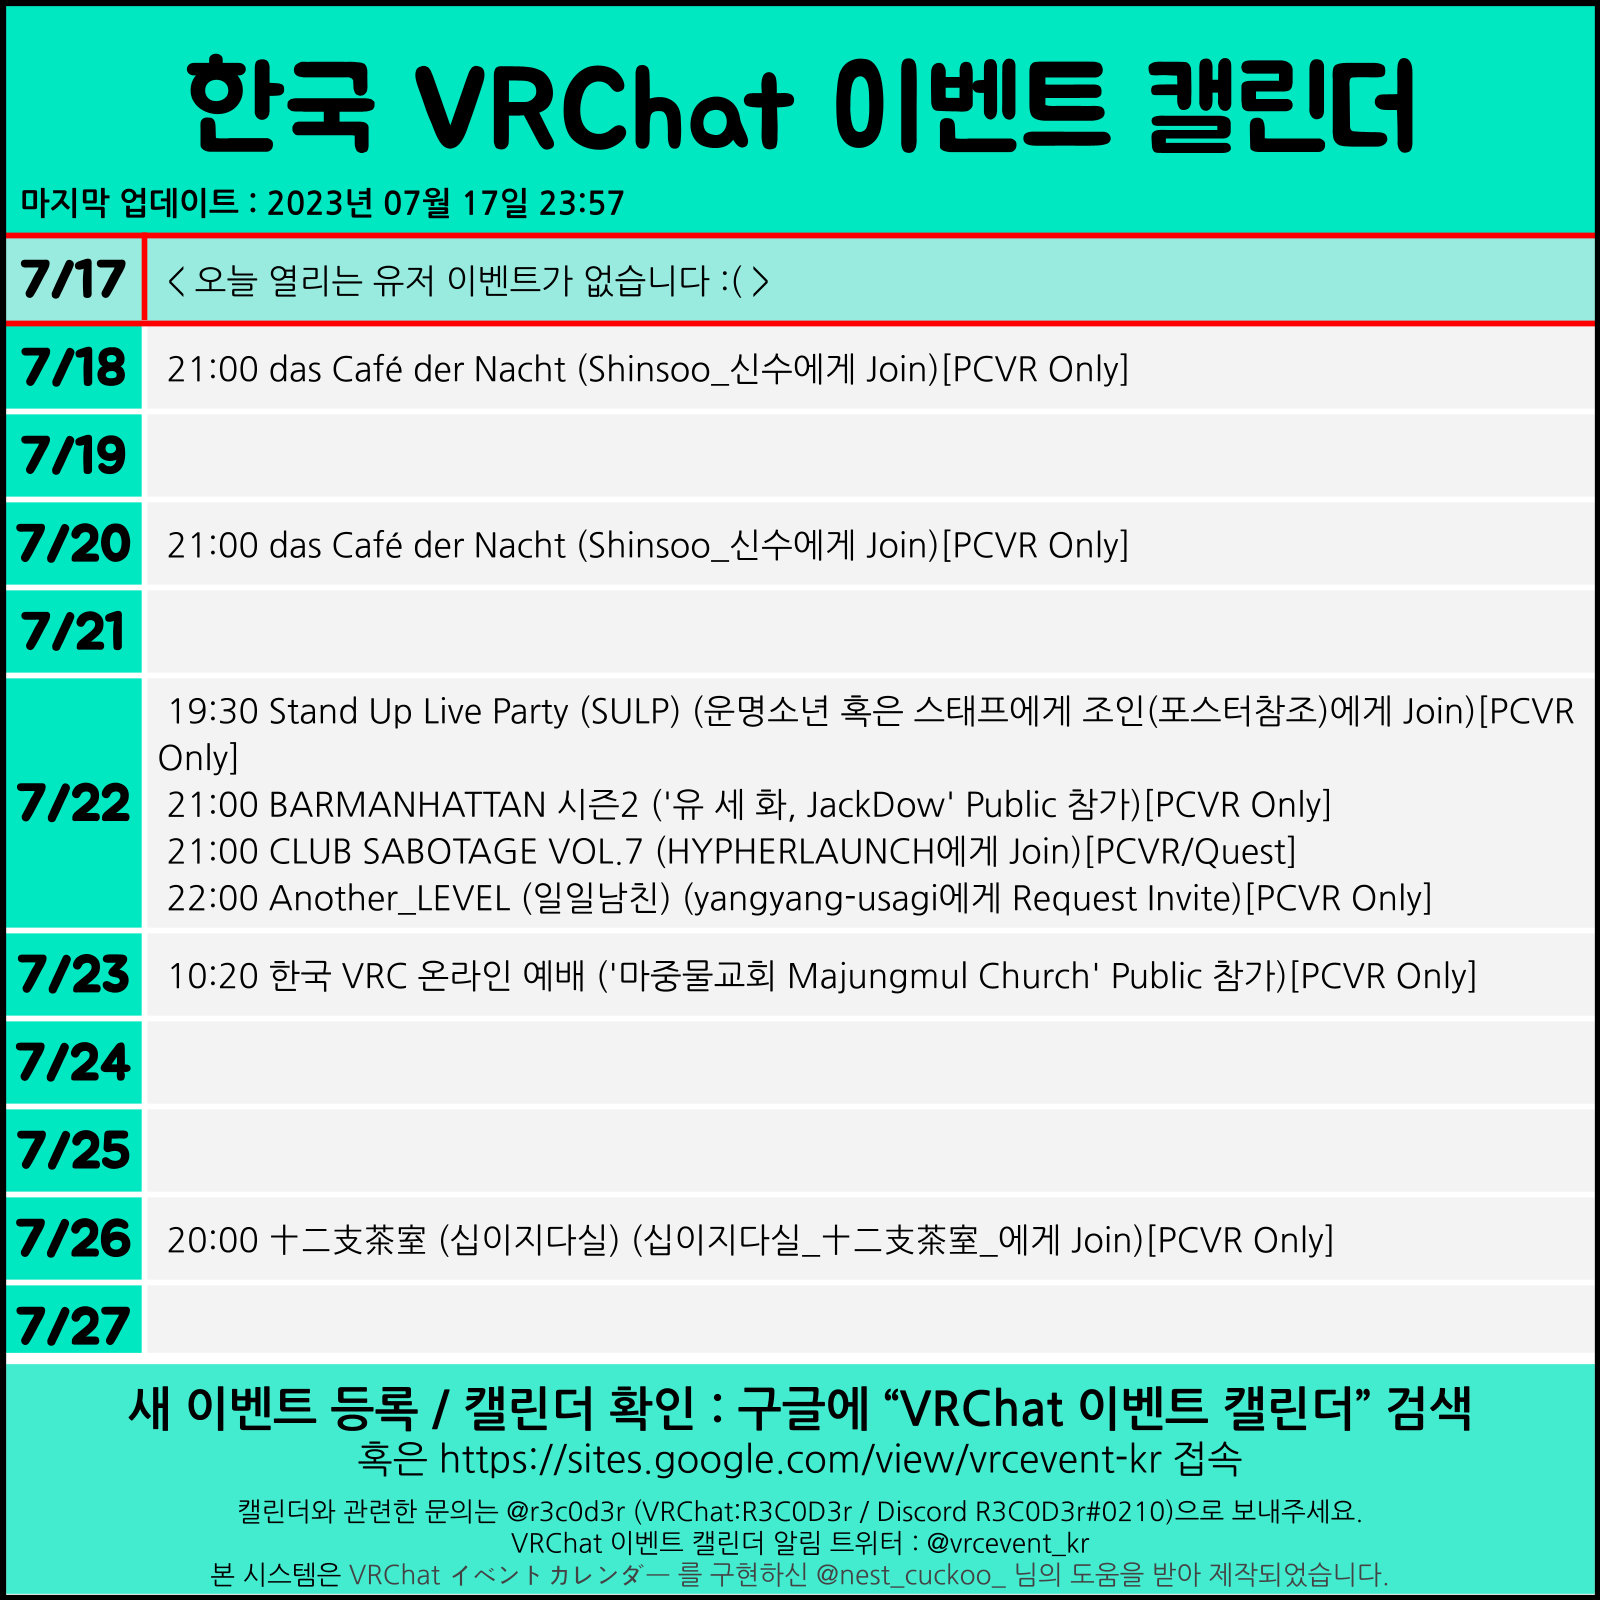 한국 VRChat 이벤트 캘린더
마지막 업데이트 : 2023년 07월 17일 23:57
7/17 < 오늘 열리는 유저 이벤트가 없습니다 :( >
7/18 21:00 das Café der Nacht (Shinsoo_신수에게 Join)[PCVR Only]
7/19
7/20 21:00 das Café der Nacht (Shinsoo_신수에게 Join)[PCVR Only]
7/21
7/22 19:30 Stand Up Live Party (SULP) (운명소년 혹은 스태프에게 조인(포스터참조)에게 Join)[PCVR
Only]
21:00 BARMANHATTAN 시즌2 ('유 세 화, JackDow' Public 참가)[PCVR Only]
21:00 CLUB SABOTAGE VOL.7 (HYPHERLAUNCH에게 Join)[PCVR/Quest]
22:00 Another_LEVEL (일일남친) (yangyang-usagi에게 Request Invite)[PCVR Only]
7/23 10:20 한국 VRC 온라인 예배 ('마중물교회 Majungmul Church' Public 참가)[PCVR Only]
7/24
7/25
7/26 20:00 十二支茶室 (십이지다실) (십이지다실_十二支茶室_에게 Join)[PCVR Only]
7/27
새 이벤트 등록 / 캘린더 확인 : 구글에 “VRChat 이벤트 캘린더” 검색
혹은 https://sites.google.com/view/vrcevent-kr 접속
캘린더와 관련한 문의는 @r3c0d3r (VRChat:R3C0D3r / Discord R3C0D3r#0210)으로 보내주세요.
VRChat 이벤트 캘린더 알림 트위터 : @vrcevent_kr
본 시스템은 VRChat イベントカレンダー 를 구현하신 @nest_cuckoo_ 님의 도움을 받아 제작되었습니다.